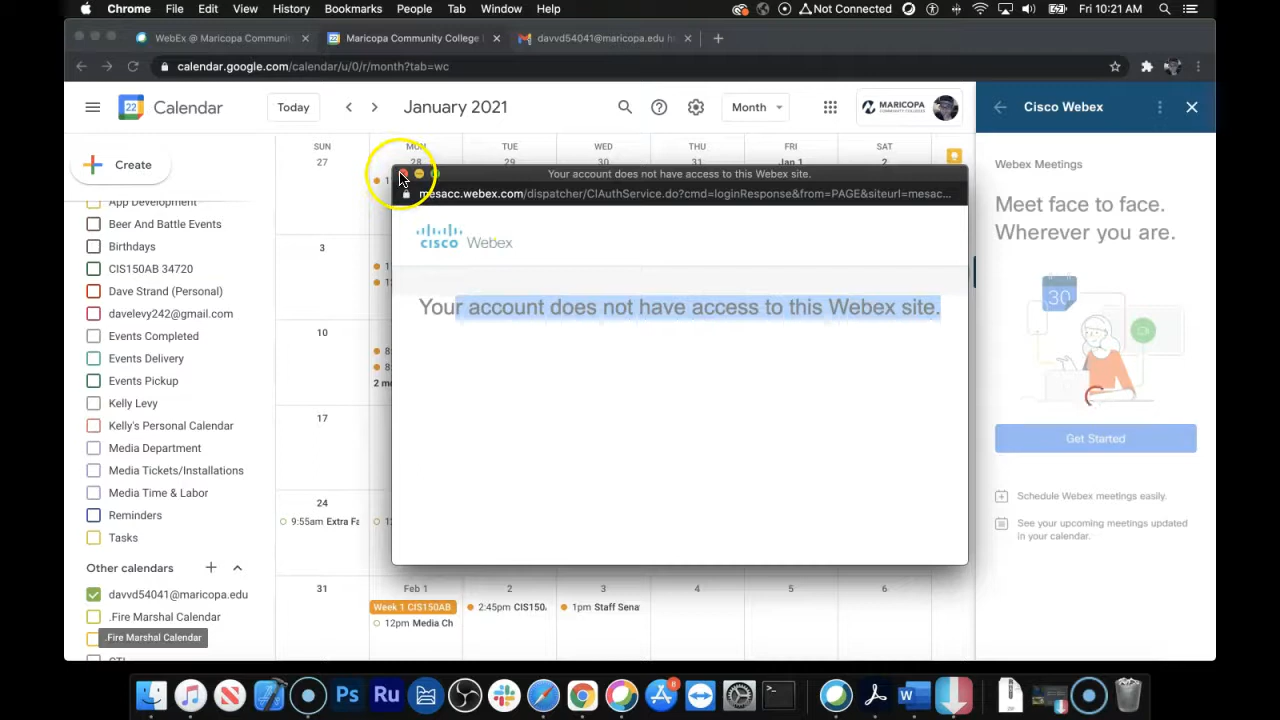 Chrome File Edit View History Bookmarks People Tab Window Help Not Connected Fri 10:21 AM
WebEx @ Maricopa Communi
Maricopa Community College
davvd54041@maricopa.edu
calendar.google.com/calendar/u/0/r/month?tab=wc
22 Calendar Today January 2021 Month MARICOPA Cisco Webex
Create
SUN MON TUE WED THU FRI SAT
27 28 29 30 31 Jan 1 2
App Development
Beer And Battle Events
Birthdays
CIS150AB 34720
Dave Strand (Personal)
davelevy242@gmail.com
Events Completed
Events Delivery
Events Pickup
Kelly Levy
Kelly's Personal Calendar
Media Department
Media Tickets/Installations
Media Time & Labor
Reminders
Tasks
Other calendars
davvd54041@maricopa.edu
.Fire Marshal Calendar
.Fire Marshal Calendar
3
10
2 m
17
24
9:55am Extra Fa
31 Feb 1 2 3 4 5 6
Week 1 CIS150AB 2:45pm CIS150. 1pm Staff Sena
12pm Media Ch
Your account does not have access to this Webex site.
mesacc.webex.com/dispatcher/CIAuthService.do?cmd=loginResponse&from=PAGE&siteurl=mesac...
CISCO Webex
Your account does not have access to this Webex site.
Webex Meetings
Meet face to face.
Wherever you are.
30
Get Started
Schedule Webex meetings easily.
See your upcoming meetings updated
in your calendar.
Ps Ru 8 W